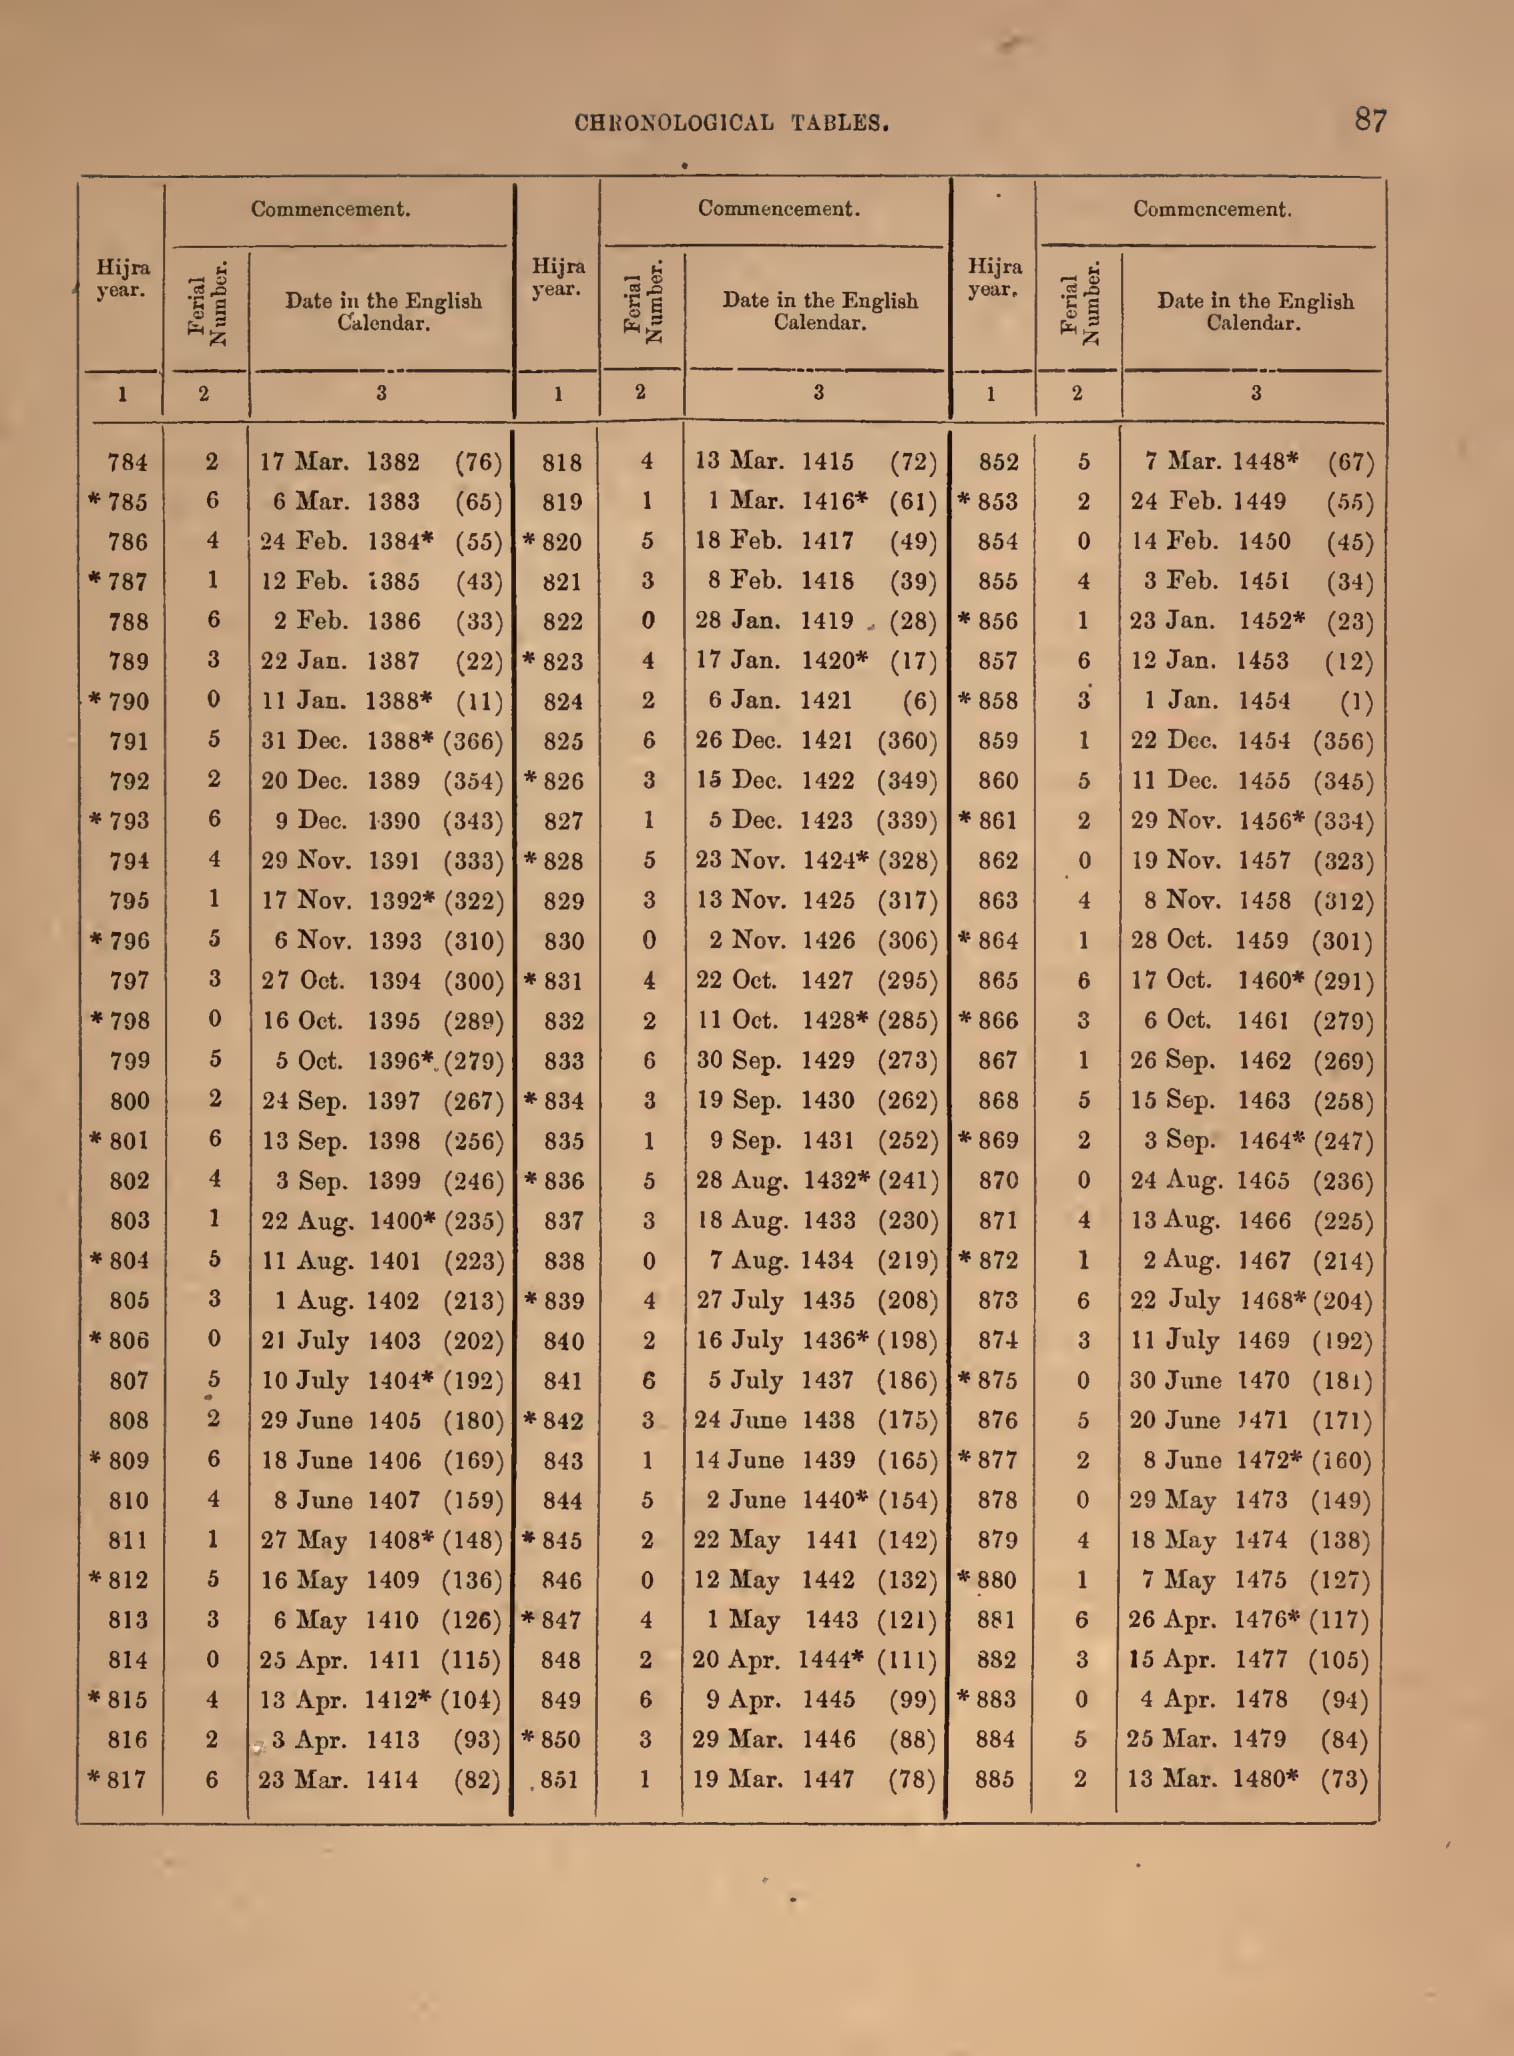 CHRONOLOGICAL TABLES. 87
Commencement. Commencement. Commencement.
Hijra year. Ferial Number. Date in the English Calendar. Hijra year. Ferial Number. Date in the English Calendar. Hijra year. Ferial Number. Date in the English Calendar.
1 2 3 1 2 3 1 2 3
784 2 17 Mar. 1382 (76) 818 4 13 Mar. 1415 (72) 852 5 7 Mar. 1448* (67)
*785 6 6 Mar. 1383 (65) 819 1 1 Mar. 1416* (61) *853 2 24 Feb. 1449 (55)
786 4 24 Feb. 1384* (55) *820 5 18 Feb. 1417 (49) 854 0 14 Feb. 1450 (45)
*787 1 12 Feb. 1385 (43) 821 3 8 Feb. 1418 (39) 855 4 3 Feb. 1451 (34)
788 6 2 Feb. 1386 (33) 822 0 28 Jan. 1419 (28) *856 1 23 Jan. 1452* (23)
789 3 22 Jan. 1387 (22) *823 4 17 Jan. 1420* (17) 857 6 12 Jan. 1453 (12)
*790 0 11 Jan. 1388* (11) 824 2 6 Jan. 1421 (6) *858 3 1 Jan. 1454 (1)
791 5 31 Dec. 1388* (366) 825 6 26 Dec. 1421 (360) 859 1 22 Dec. 1454 (356)
792 2 20 Dec. 1389 (354) *826 3 15 Dec. 1422 (349) 860 5 11 Dec. 1455 (345)
*793 6 9 Dec. 1390 (343) 827 1 5 Dec. 1423 (339) *861 2 29 Nov. 1456* (334)
794 4 29 Nov. 1391 (333) *828 5 23 Nov. 1424* (328) 862 0 19 Nov. 1457 (323)
795 1 17 Nov. 1392* (322) 829 3 13 Nov. 1425 (317) 863 4 8 Nov. 1458 (312)
*796 5 6 Nov. 1393 (310) 830 0 2 Nov. 1426 (306) *864 1 28 Oct. 1459 (301)
797 3 27 Oct. 1394 (300) *831 4 22 Oct. 1427 (295) 865 6 17 Oct. 1460* (291)
*798 0 16 Oct. 1395 (289) 832 2 11 Oct. 1428* (285) *866 3 6 Oct. 1461 (279)
799 5 5 Oct. 1396* (279) 833 6 30 Sep. 1429 (273) 867 1 26 Sep. 1462 (269)
800 2 24 Sep. 1397 (267) *834 3 19 Sep. 1430 (262) 868 5 15 Sep. 1463 (258)
*801 6 13 Sep. 1398 (256) 835 1 9 Sep. 1431 (252) *869 2 3 Sep. 1464* (247)
802 4 3 Sep. 1399 (246) *836 5 28 Aug. 1432* (241) 870 0 24 Aug. 1465 (236)
803 1 22 Aug. 1400* (235) 837 3 18 Aug. 1433 (230) 871 4 13 Aug. 1466 (225)
*804 5 11 Aug. 1401 (223) 838 0 7 Aug. 1434 (219) *872 1 2 Aug. 1467 (214)
805 3 1 Aug. 1402 (213) *839 4 27 July 1435 (208) 873 6 22 July 1468* (204)
*806 0 21 July 1403 (202) 840 2 16 July 1436* (198) 874 3 11 July 1469 (192)
807 5 10 July 1404* (192) 841 6 5 July 1437 (186) *875 0 30 June 1470 (181)
808 2 29 June 1405 (180) *842 3 24 June 1438 (175) 876 5 20 June 1471 (171)
*809 6 18 June 1406 (169) 843 1 14 June 1439 (165) *877 2 8 June 1472* (160)
810 4 8 June 1407 (159) 844 5 2 June 1440* (154) 878 0 29 May 1473 (149)
811 1 27 May 1408* (148) *845 2 22 May 1441 (142) 879 4 18 May 1474 (138)
*812 5 16 May 1409 (136) 846 0 12 May 1442 (132) *880 1 7 May 1475 (127)
813 3 6 May 1410 (126) *847 4 1 May 1443 (121) 881 6 26 Apr. 1476* (117)
814 0 25 Apr. 1411 (115) 848 2 20 Apr. 1444* (111) 882 3 15 Apr. 1477 (105)
*815 4 13 Apr. 1412* (104) 849 6 9 Apr. 1445 (99) *883 0 4 Apr. 1478 (94)
816 2 3 Apr. 1413 (93) *850 3 29 Mar. 1446 (88) 884 5 25 Mar. 1479 (84)
*817 6 23 Mar. 1414 (82) 851 1 19 Mar. 1447 (78) 885 2 13 Mar. 1480* (73)